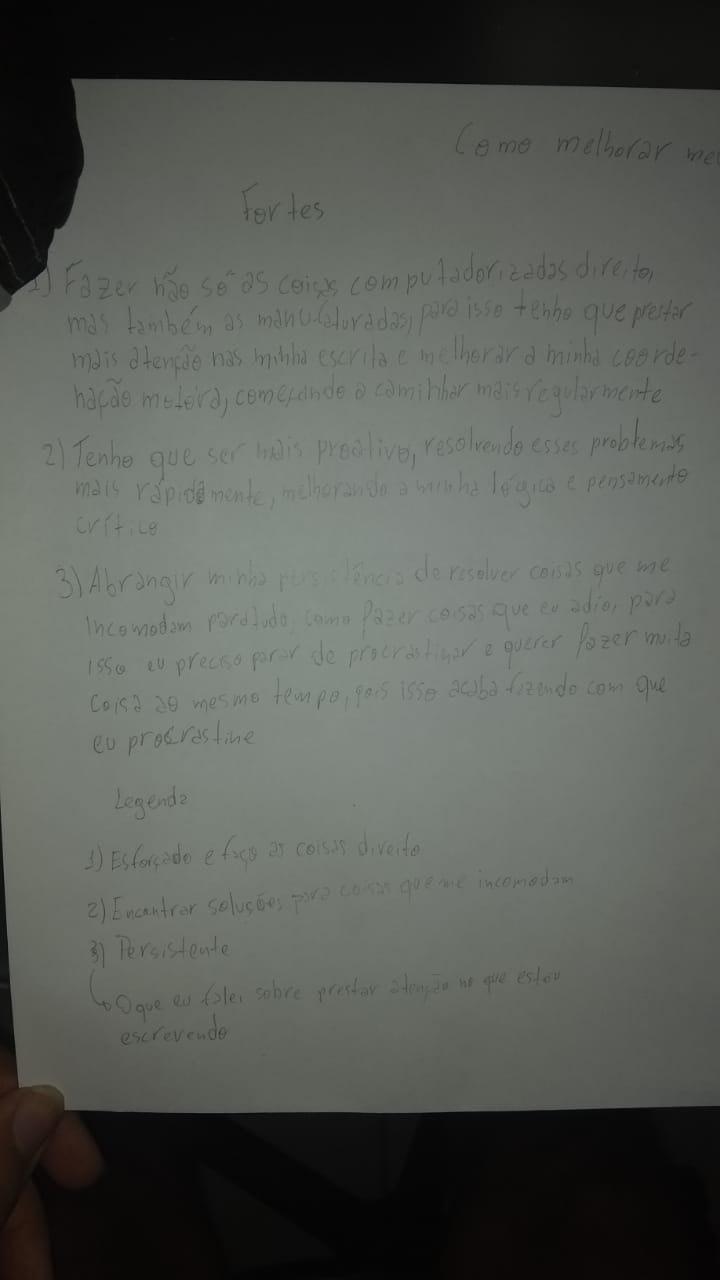 Como melhorar me
Fortes
1) Fazer não só as coisas computadorizadas direito,
mas também as manufaturadas, para isso tenho que prestar
mais atenção nas minha escrita e melhorar a minha coorde-
nação motora, começando a caminhar mais regularmente
2) Tenho que ser mais proativo, resolvendo esses problemas
mais rápidamente, melhorando a minha lógica e pensamento
crítico
3) Abrangir minha persistência de resolver coisas que me
incomodam para tudo, como fazer coisas que eu adio, para
isso eu preciso parar de procrastinar e querer fazer muita
coisa ao mesmo tempo, pois isso acaba fazendo com que
eu procrastine
Legenda
1) Esforçado e faço as coisas direito
2) Encontrar soluções para coisas que me incomodam
3) Persistente
O que eu falei sobre prestar atenção no que estou
escrevendo